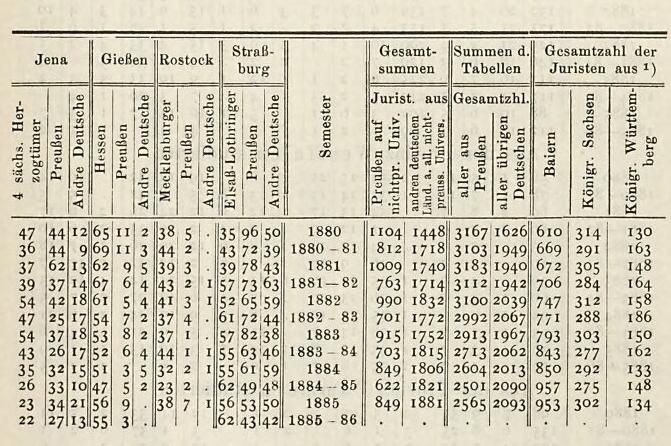 Jena Gießen Rostock Straß-burg Semester Gesamt-summen Summen d. Tabellen Gesamtzahl der Juristen aus ¹)
Jurist. aus Gesamtzhl.
4 sächs. Her-zogtümer Preußen Andre Deutsche Hessen Preußen Andre Deutsche Mecklenburger Preußen Andre Deutsche Elsaß-Lothringer Preußen Andre Deutsche Preußen auf nichtpr. Univ. andren deutschen Länd. a. all. nicht-preuss. Univers. aller aus Preußen aller übrigen Deutschen Baiern Königr. Sachsen Königr. Württem-berg
47 44 12 65 11 2 38 5 . 35 96 50 1880 1104 1448 3167 1626 610 314 130
36 44 9 69 11 3 44 2 . 43 72 39 1880-81 812 1718 3103 1949 669 291 163
37 62 13 62 9 5 39 3 . 39 78 43 1881 1009 1740 3183 1940 672 305 148
39 37 14 67 6 4 43 2 1 57 73 63 1881-82 763 1714 3112 1942 706 284 164
54 42 18 61 5 4 41 3 1 52 65 59 1882 990 1832 3100 2039 747 312 158
47 25 17 54 7 2 37 4 . 61 72 44 1882-83 701 1772 2992 2067 771 288 186
54 37 18 53 8 2 37 1 . 57 82 38 1883 915 1752 2913 1967 793 303 150
43 26 17 52 6 4 44 1 1 55 63 46 1883-84 703 1815 2713 2062 843 277 162
35 32 15 51 3 5 32 2 1 55 61 59 1884 849 1806 2604 2013 850 292 133
26 33 10 47 5 2 23 2 . 62 49 48 1884-85 622 1821 2501 2090 957 275 148
23 34 21 56 9 . 38 7 1 56 53 50 1885 849 1881 2565 2093 953 302 134
22 27 13 55 3 . 62 43 42 1885-86 . . . . . . .